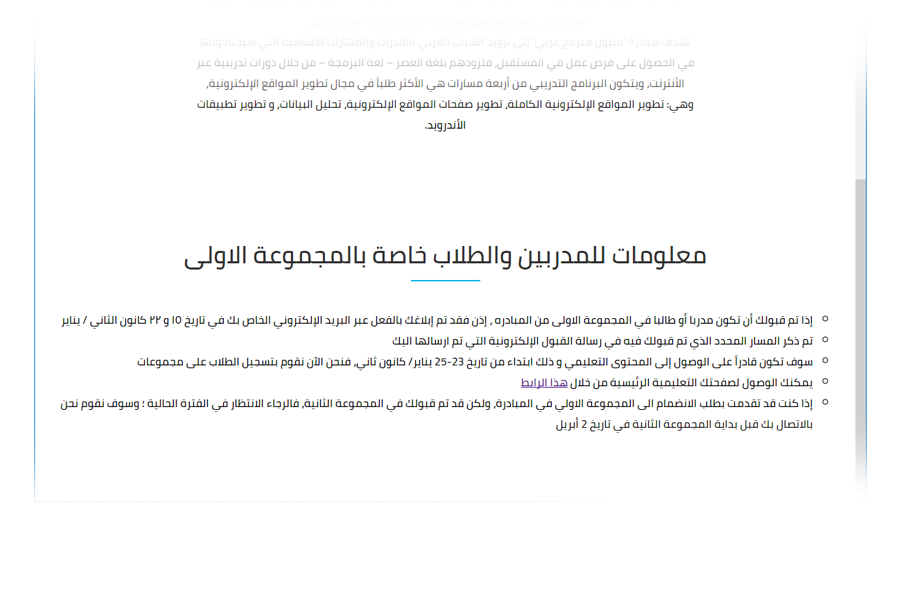 تهدف مبادرة "مليون مبرمج عربي" إلى تزويد الشباب العربي بالقدرات والمهارات الأساسية التي سيحتاجونها
في الحصول على فرص عمل في المستقبل، فتزودهم بلغة العصر – لغة البرمجة – من خلال دورات تدريبية عبر
الأنترنت، ويتكون البرنامج التدريبي من أربعة مسارات هي الأكثر طلباً في مجال تطوير المواقع الإلكترونية،
وهي: تطوير المواقع الإلكترونية الكاملة، تطوير صفحات المواقع الإلكترونية، تحليل البيانات، و تطوير تطبيقات
الأندرويد.
معلومات للمدربين والطلاب خاصة بالمجموعة الاولى
إذا تم قبولك أن تكون مدربا أو طالبا في المجموعة الاولى من المبادره , إذن فقد تم إبلاغك بالفعل عبر البريد الإلكتروني الخاص بك في تاريخ ١٥ و ٢٢ كانون الثاني / يناير
تم ذكر المسار المحدد الذي تم قبولك فيه في رسالة القبول الإلكترونية التي تم ارسالها اليك
سوف تكون قادراً على الوصول إلى المحتوى التعليمي و ذلك ابتداء من تاريخ 23-25 يناير/ كانون ثاني, فنحن الآن نقوم بتسجيل الطلاب على مجموعات
يمكنك الوصول لصفحتك التعليمية الرئيسية من خلال هذا الرابط
إذا كنت قد تقدمت بطلب الانضمام الى المجموعة الاولي في المبادرة, ولكن قد تم قبولك في المجموعة الثانية, فالرجاء الانتظار في الفترة الحالية ؛ وسوف نقوم نحن
بالاتصال بك قبل بداية المجموعة الثانية في تاريخ 2 أبريل